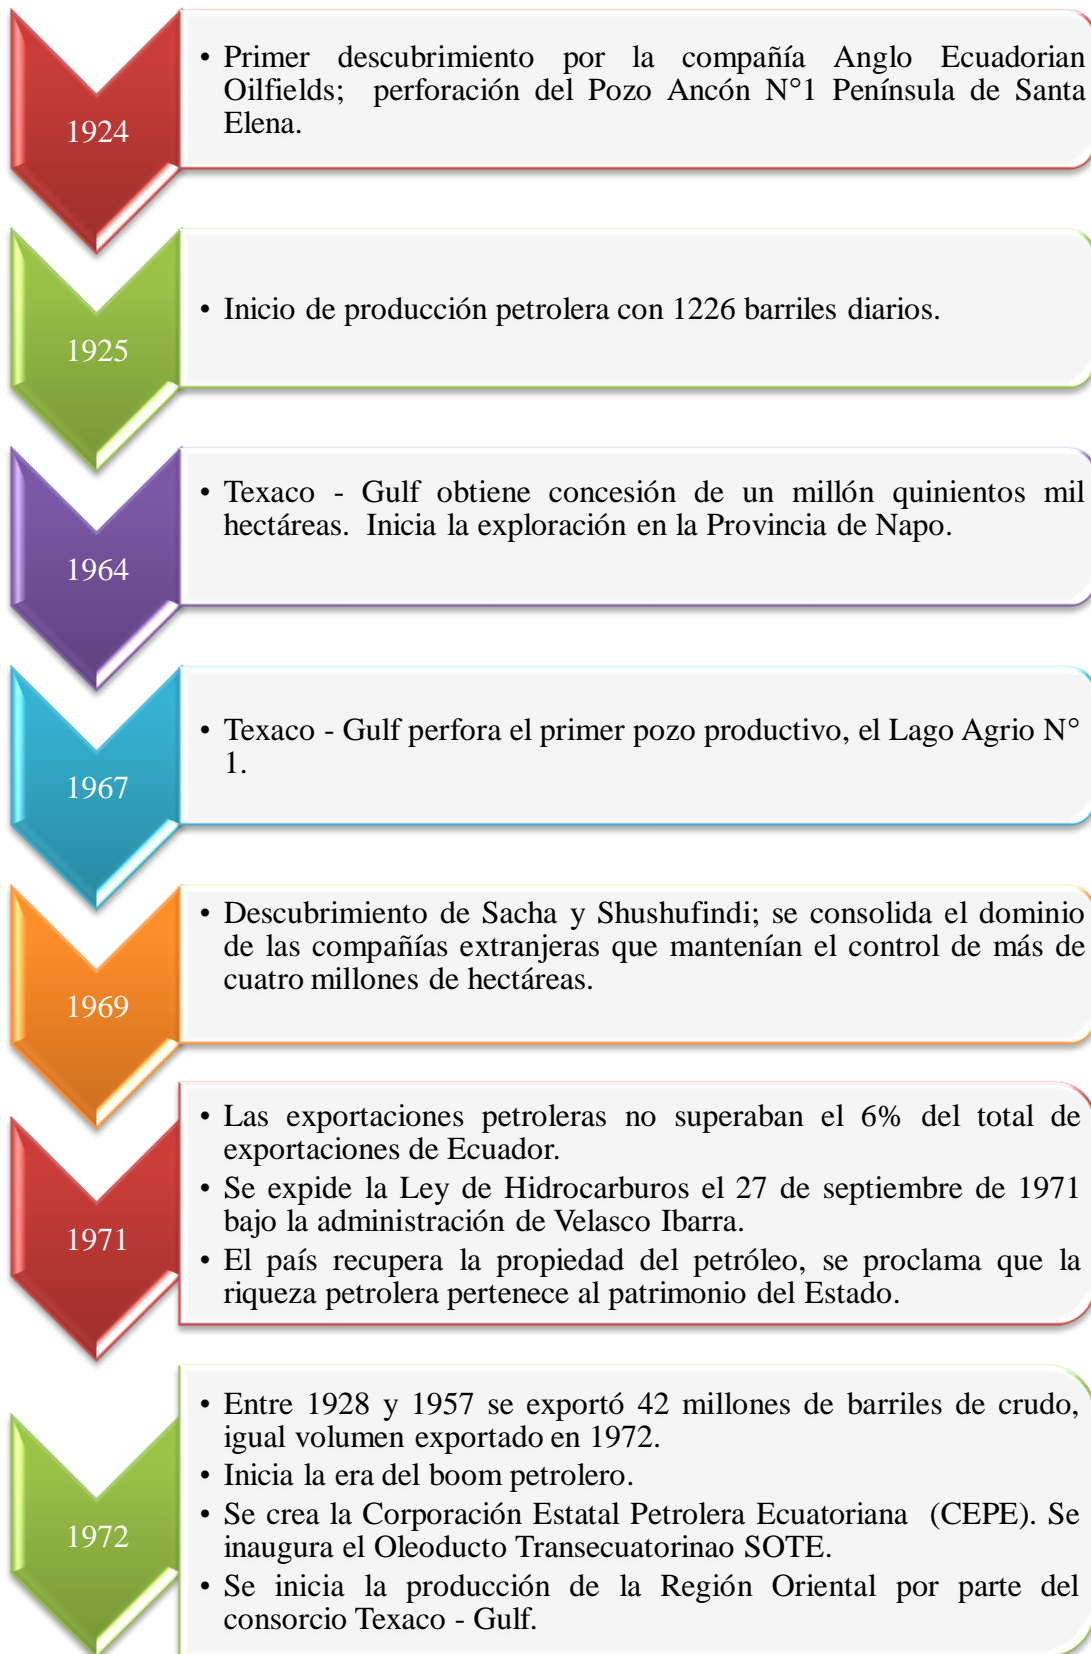 1924
• Primer descubrimiento por la compañía Anglo Ecuadorian
Oilfields; perforación del Pozo Ancón N°1 Península de Santa
Elena.
1925
• Inicio de producción petrolera con 1226 barriles diarios.
1964
• Texaco - Gulf obtiene concesión de un millón quinientos mil
hectáreas. Inicia la exploración en la Provincia de Napo.
1967
• Texaco - Gulf perfora el primer pozo productivo, el Lago Agrio N°
1.
1969
• Descubrimiento de Sacha y Shushufindi; se consolida el dominio
de las compañías extranjeras que mantenían el control de más de
cuatro millones de hectáreas.
1971
• Las exportaciones petroleras no superaban el 6% del total de
exportaciones de Ecuador.
• Se expide la Ley de Hidrocarburos el 27 de septiembre de 1971
bajo la administración de Velasco Ibarra.
• El país recupera la propiedad del petróleo, se proclama que la
riqueza petrolera pertenece al patrimonio del Estado.
1972
• Entre 1928 y 1957 se exportó 42 millones de barriles de crudo,
igual volumen exportado en 1972.
• Inicia la era del boom petrolero.
• Se crea la Corporación Estatal Petrolera Ecuatoriana (CEPE). Se
inaugura el Oleoducto Transecuatorinao SOTE.
• Se inicia la producción de la Región Oriental por parte del
consorcio Texaco - Gulf.